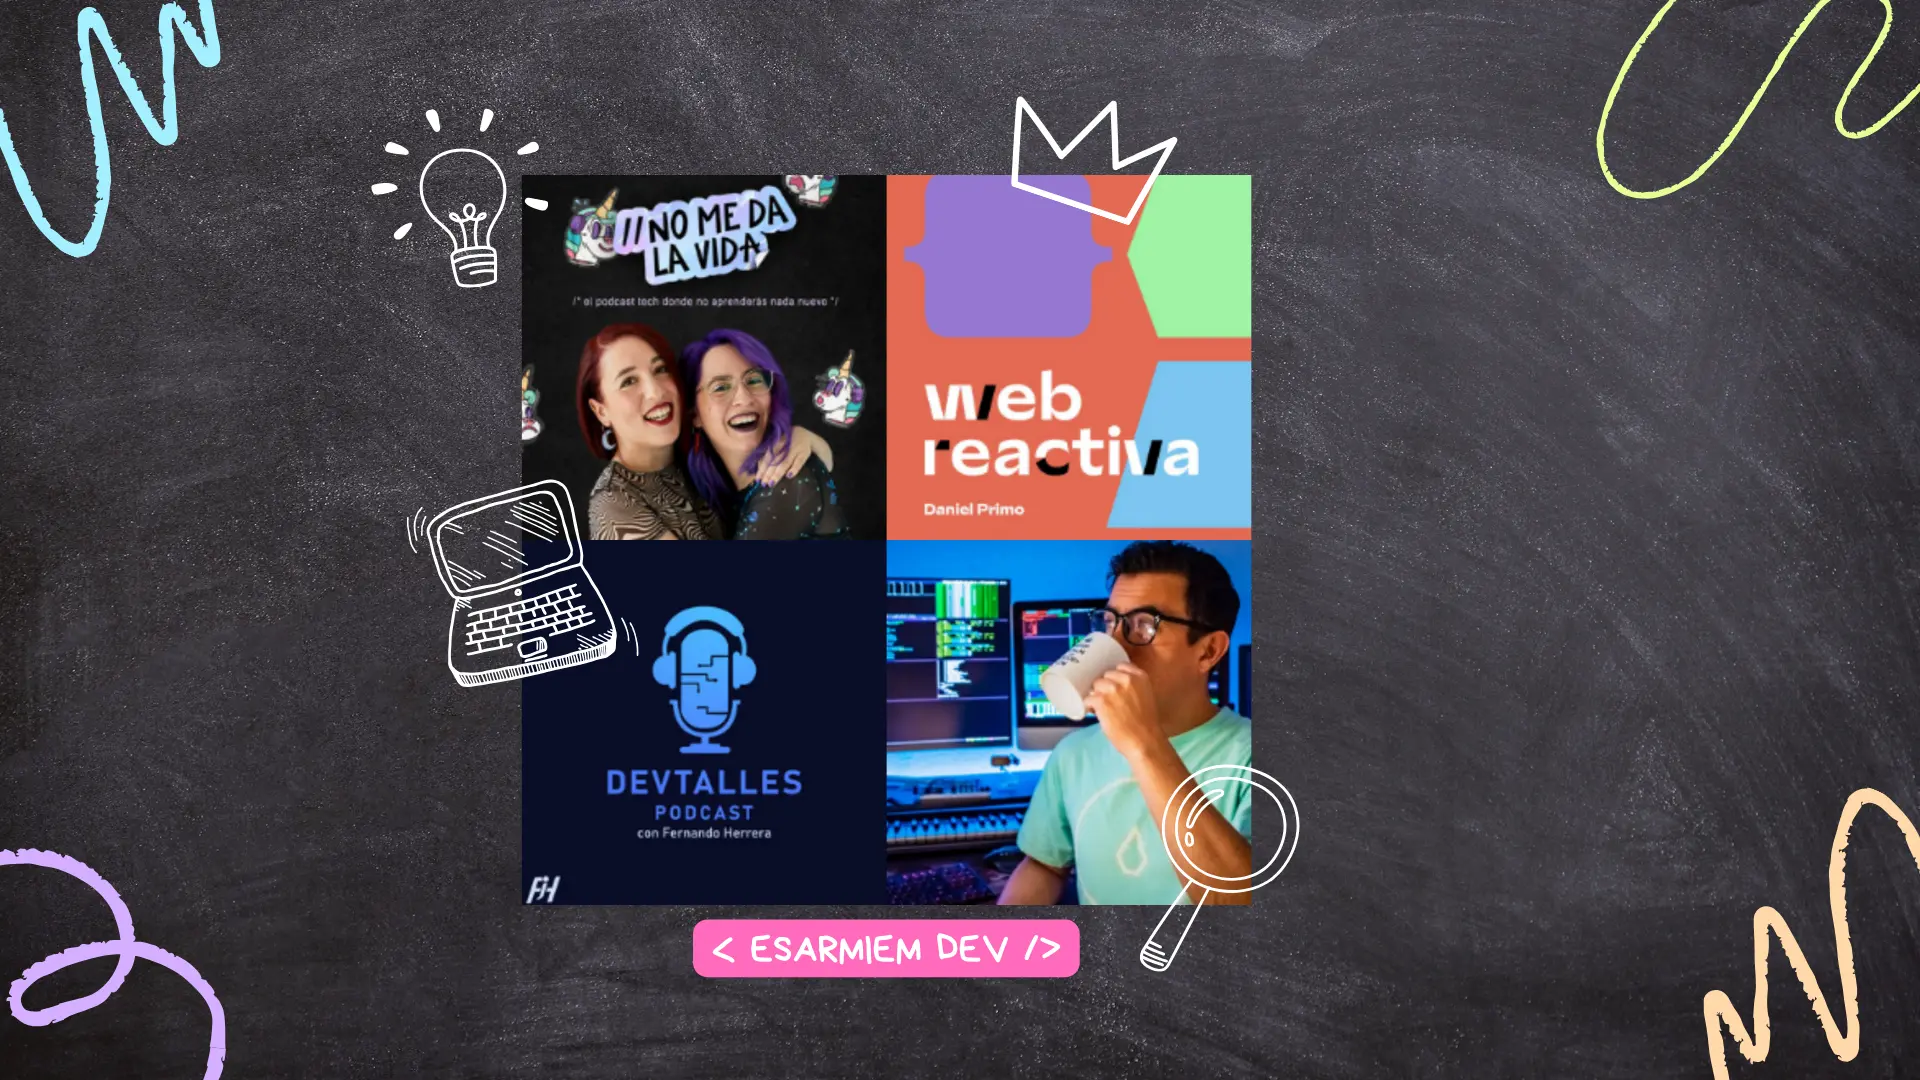 //NO ME DA
LA VIDA
/* el podcast tech donde no aprenderás nada nuevo */
web
reactiva
Daniel Primo
DEVTALLES
PODCAST
con Fernando Herrera
FH
< ESARMIEM DEV />